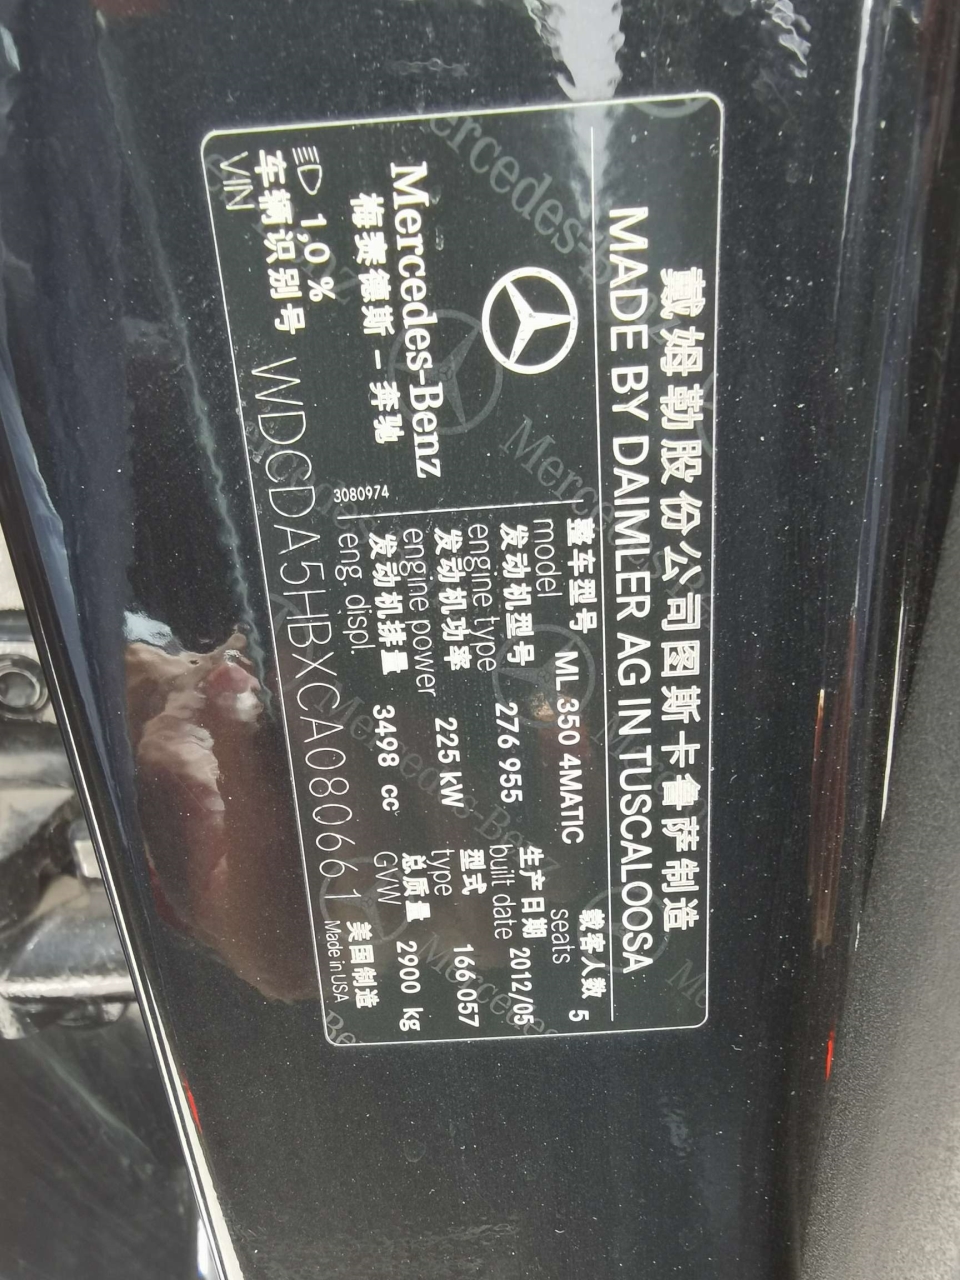 戴姆勒股份公司图斯卡鲁萨制造
MADE BY DAIMLER AG IN TUSCALOOSA
Mercedes-Benz
梅赛德斯-奔驰
1,0 %
3080974
整车型号 ML 350 4MATIC 载客人数 5
model seats
发动机型号 276 955 生产日期 2012/05
engine type built date
发动机功率 225 kW 型式 166 057
engine power type
发动机排量 3498 cc 总质量 2900 kg
eng. displ. GVW
车辆识别号 WDCDA5HBXCA080661 美国制造
VIN Made in USA